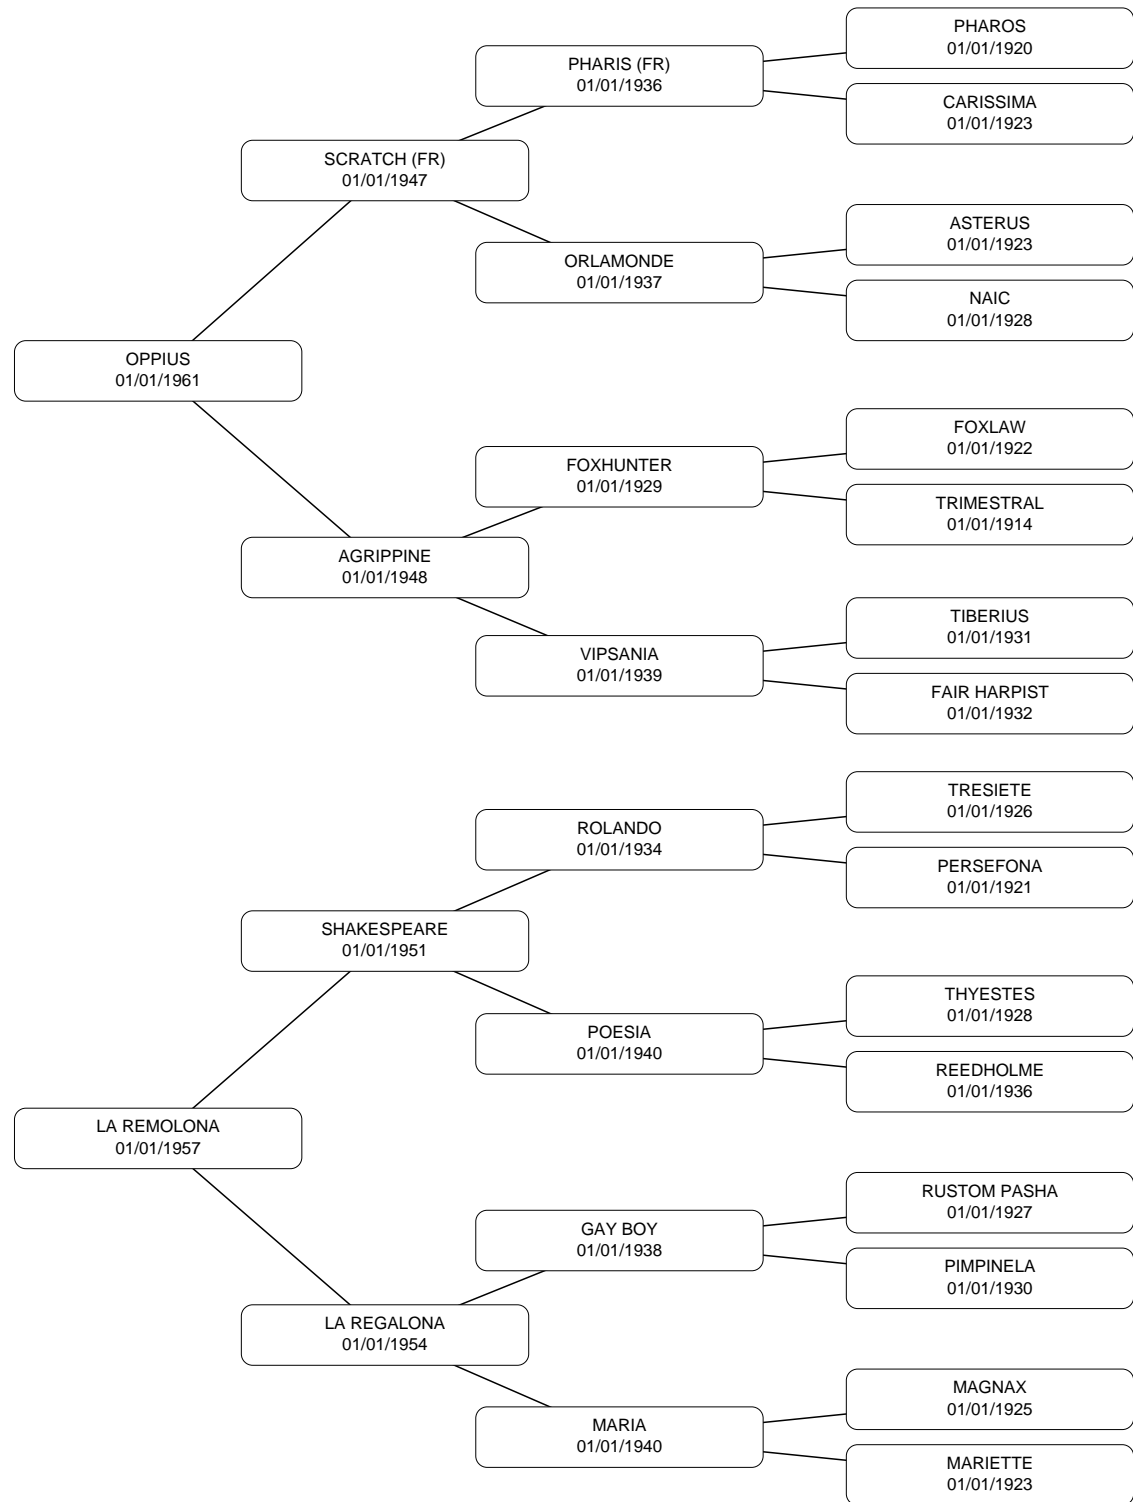 PHAROS
01/01/1920
PHARIS (FR)
01/01/1936
CARISSIMA
01/01/1923
SCRATCH (FR)
01/01/1947
ASTERUS
01/01/1923
ORLAMONDE
01/01/1937
NAIC
01/01/1928
OPPIUS
01/01/1961
FOXLAW
01/01/1922
FOXHUNTER
01/01/1929
TRIMESTRAL
01/01/1914
AGRIPPINE
01/01/1948
TIBERIUS
01/01/1931
VIPSANIA
01/01/1939
FAIR HARPIST
01/01/1932
TRESIETE
01/01/1926
ROLANDO
01/01/1934
PERSEFONA
01/01/1921
SHAKESPEARE
01/01/1951
THYESTES
01/01/1928
POESIA
01/01/1940
REEDHOLME
01/01/1936
LA REMOLONA
01/01/1957
RUSTOM PASHA
01/01/1927
GAY BOY
01/01/1938
PIMPINELA
01/01/1930
LA REGALONA
01/01/1954
MAGNAX
01/01/1925
MARIA
01/01/1940
MARIETTE
01/01/1923